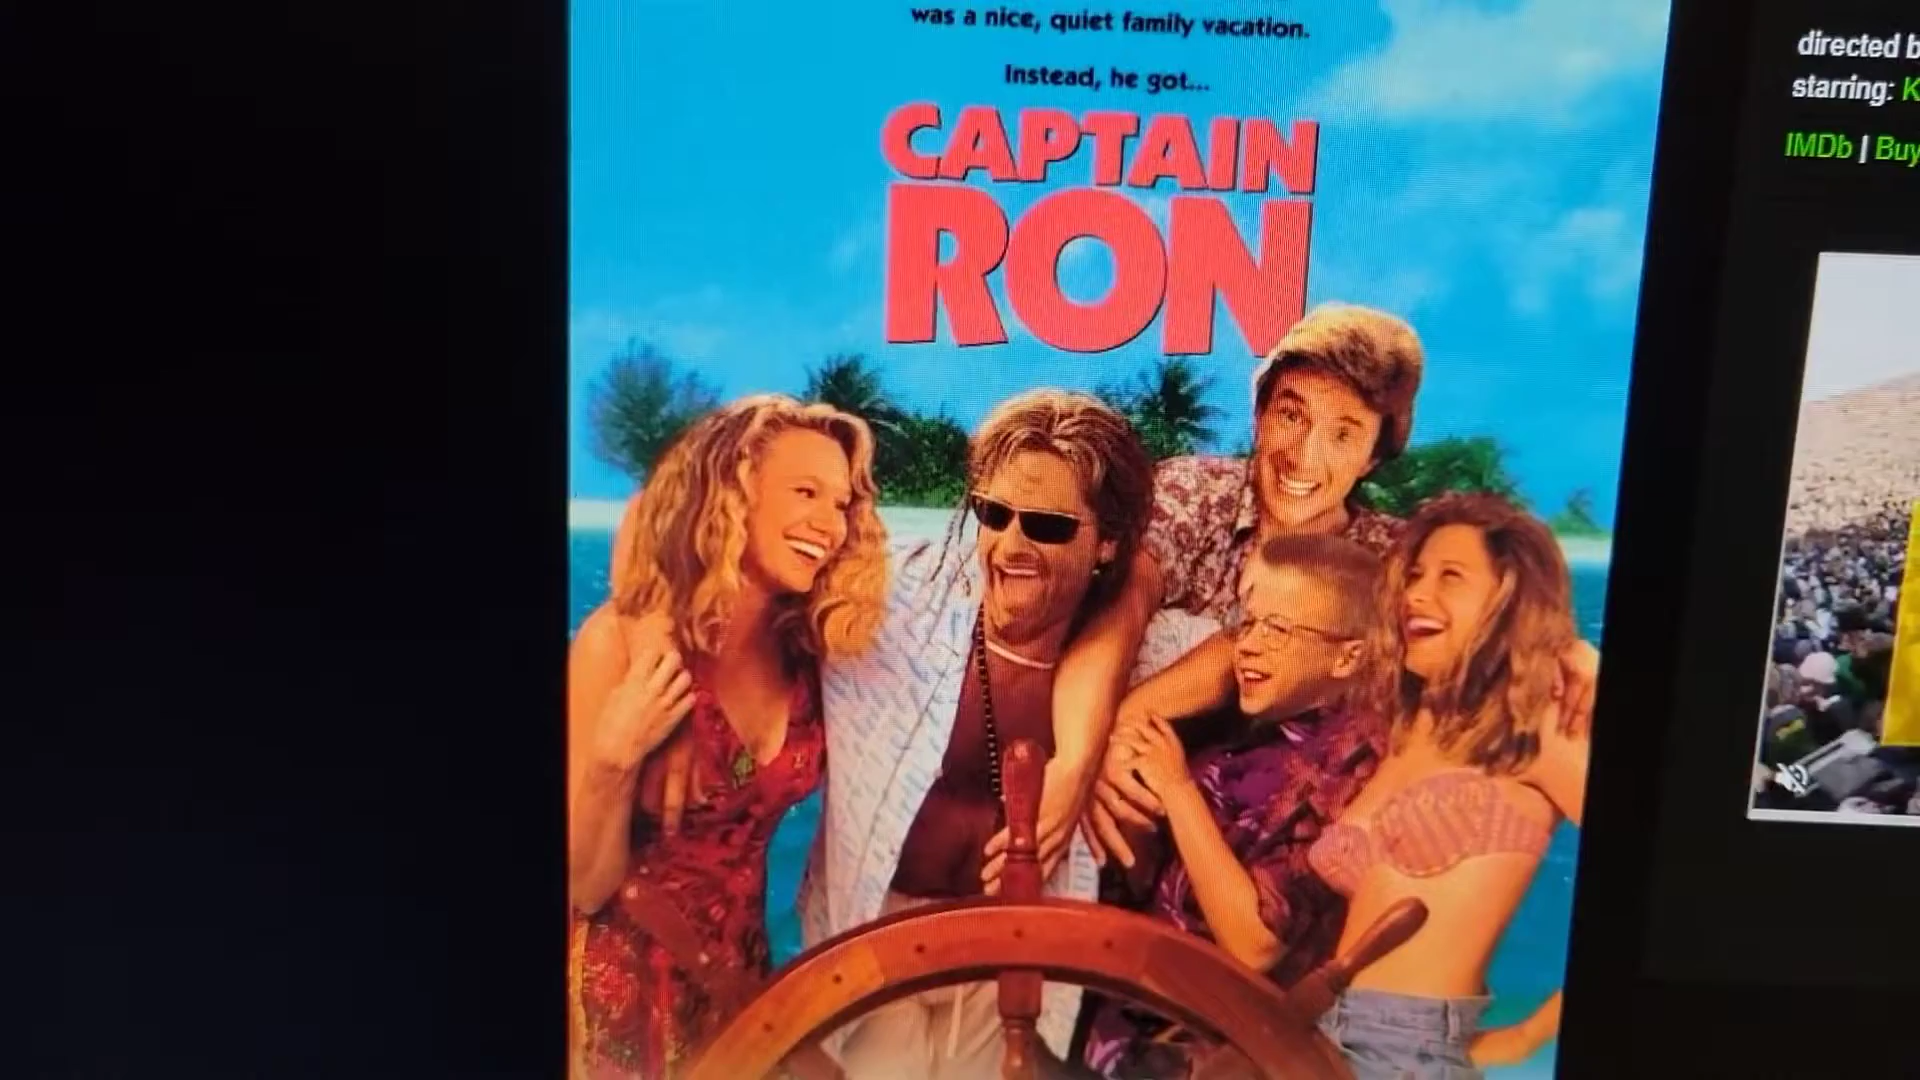 was a nice, quiet family vacation.
Instead, he got...
CAPTAIN
RON
directed b
starring: K
IMDb | Buy